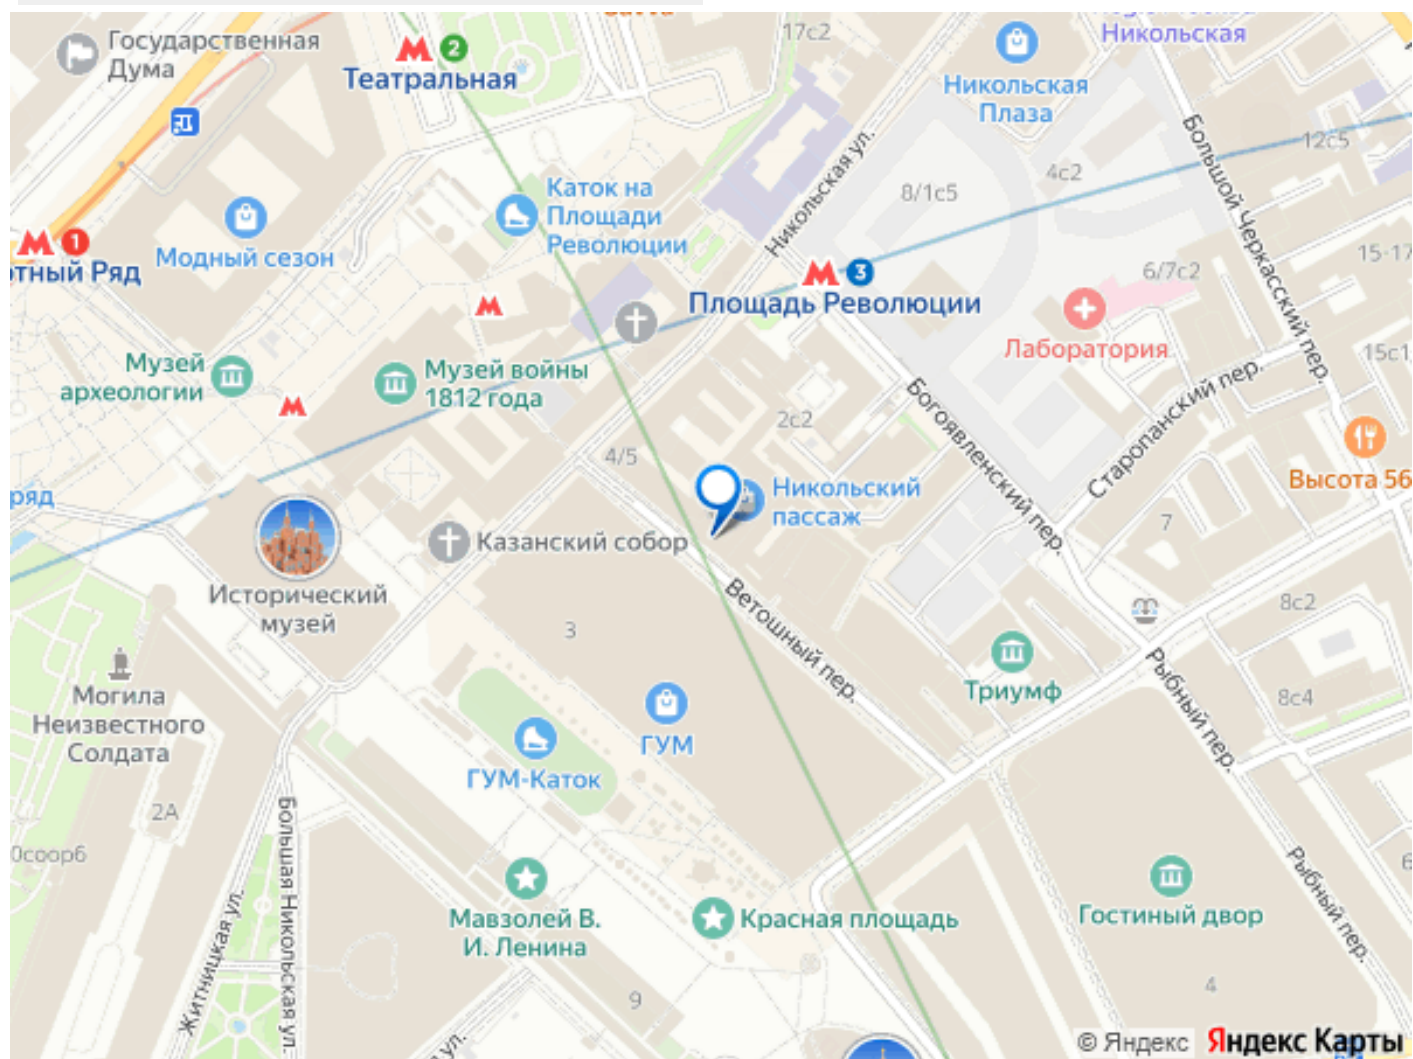 Государственная
Дума
2
Театральная
17с2
Никольская
Никольская
Плаза
Большой Черкасский пер.
12с5
Никольская ул.
4с2
8/1с5
Каток на
Площади
Революции
Модный сезон
1
тный Ряд
3
Площадь Революции
6/7с2
15-17
Лаборатория
15с1
Музей
археологии
Музей войны
1812 года
Богоявленский пер.
Старопанский пер.
2с2
4/5
Высота 56
ряд
Никольский
пассаж
7
Казанский собор
Исторический
музей
Ветошный пер.
8с2
3
Рыбный пер.
Триумф
8с4
Могила
Неизвестного
Солдата
ГУМ
ГУМ-Каток
2А
Большая Никольская ул.
Рыбный пер.
6
Житницкая ул.
Мавзолей В.
И. Ленина
Красная площадь
Гостиный двор
9
4
ул.
© Яндекс Яндекс Карты